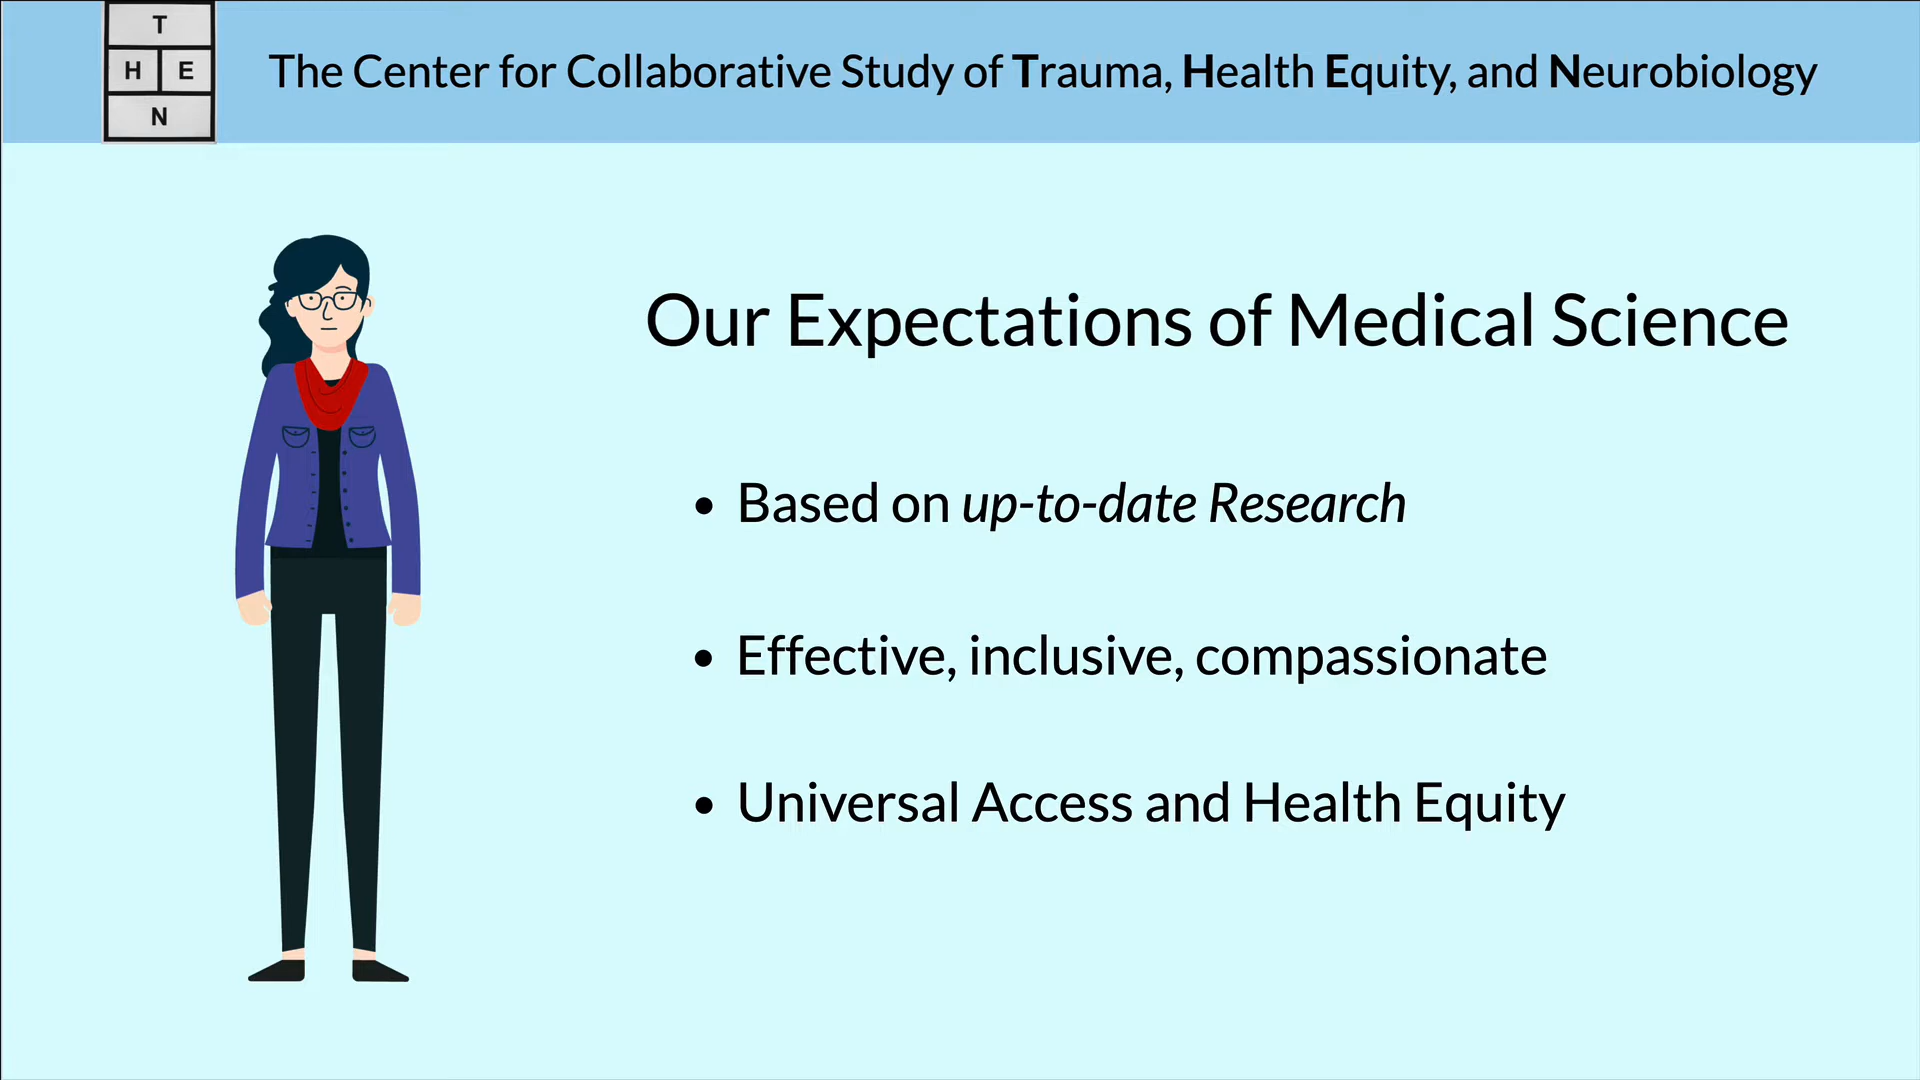 T
H E
N
The Center for Collaborative Study of Trauma, Health Equity, and Neurobiology
Our Expectations of Medical Science
• Based on up-to-date Research
• Effective, inclusive, compassionate
• Universal Access and Health Equity